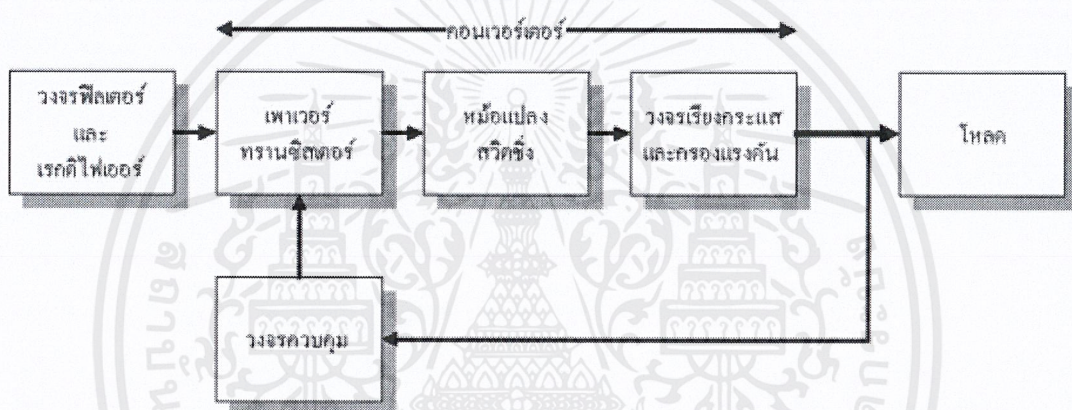 คอนเวอร์เตอร์
วงจรฟิลเตอร์
และ
เรกติไฟเออร์
เพาเวอร์
ทรานซิสเตอร์
หม้อแปลง
สวิตชิ่ง
วงจรเรียงกระแส
และกรองแรงดัน
โหลด
วงจรควบคุม